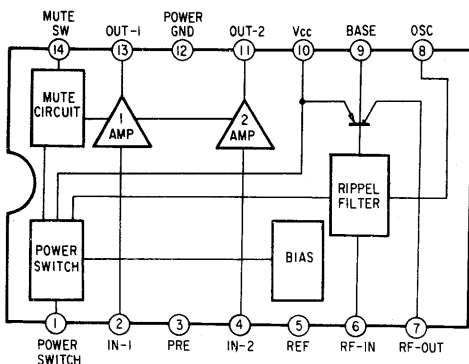 MUTE SW
OUT-1
POWER GND
OUT-2
Vcc
BASE
OSC
14
13
12
11
10
9
8
MUTE CIRCUIT
1 AMP
2 AMP
RIPPEL FILTER
POWER SWITCH
BIAS
1
2
3
4
5
6
7
POWER SWITCH
IN-1
PRE
IN-2
REF
RF-IN
RF-OUT